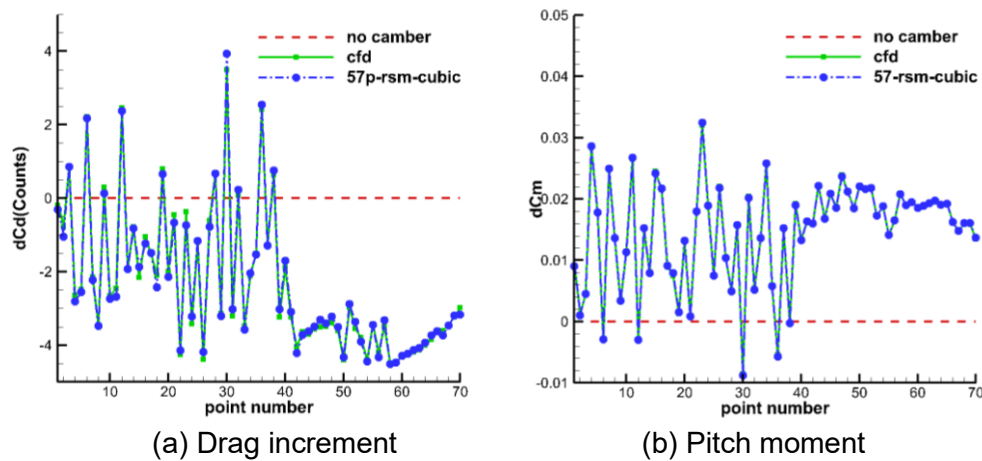 no camber
cfd
57p-rsm-cubic
dCd(Counts)
4
2
0
-2
-4
10 20 30 40 50 60 70
point number
(a) Drag increment
no camber
cfd
57-rsm-cubic
dCm
0.05
0.04
0.03
0.02
0.01
0
-0.01
10 20 30 40 50 60 70
point number
(b) Pitch moment